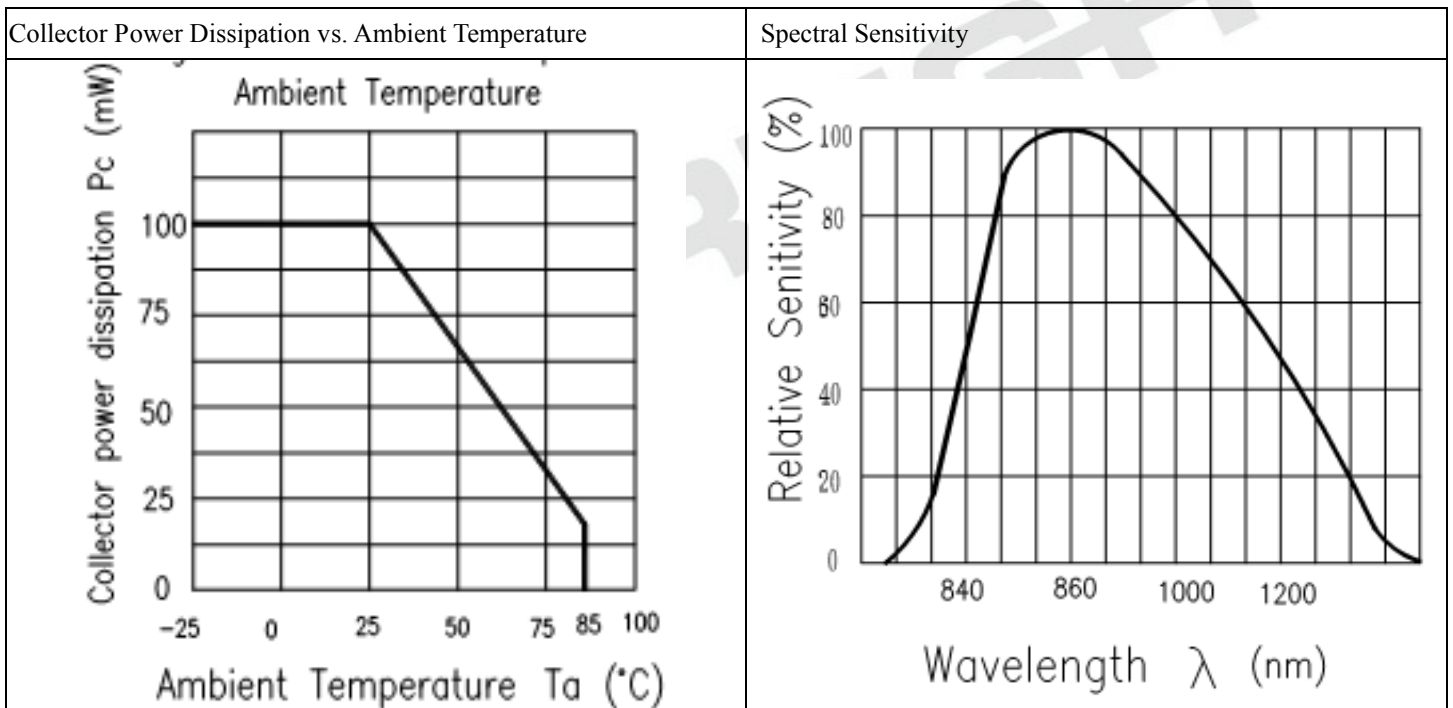 Collector Power Dissipation vs. Ambient Temperature
Ambient Temperature
Collector power dissipation Pc (mW)
100
75
50
25
0
-25 0 25 50 75 85 100
Ambient Temperature Ta (°C)
Spectral Sensitivity
Relative Senitivity (%)
100
80
60
40
20
0
840 860 1000 1200
Wavelength λ (nm)